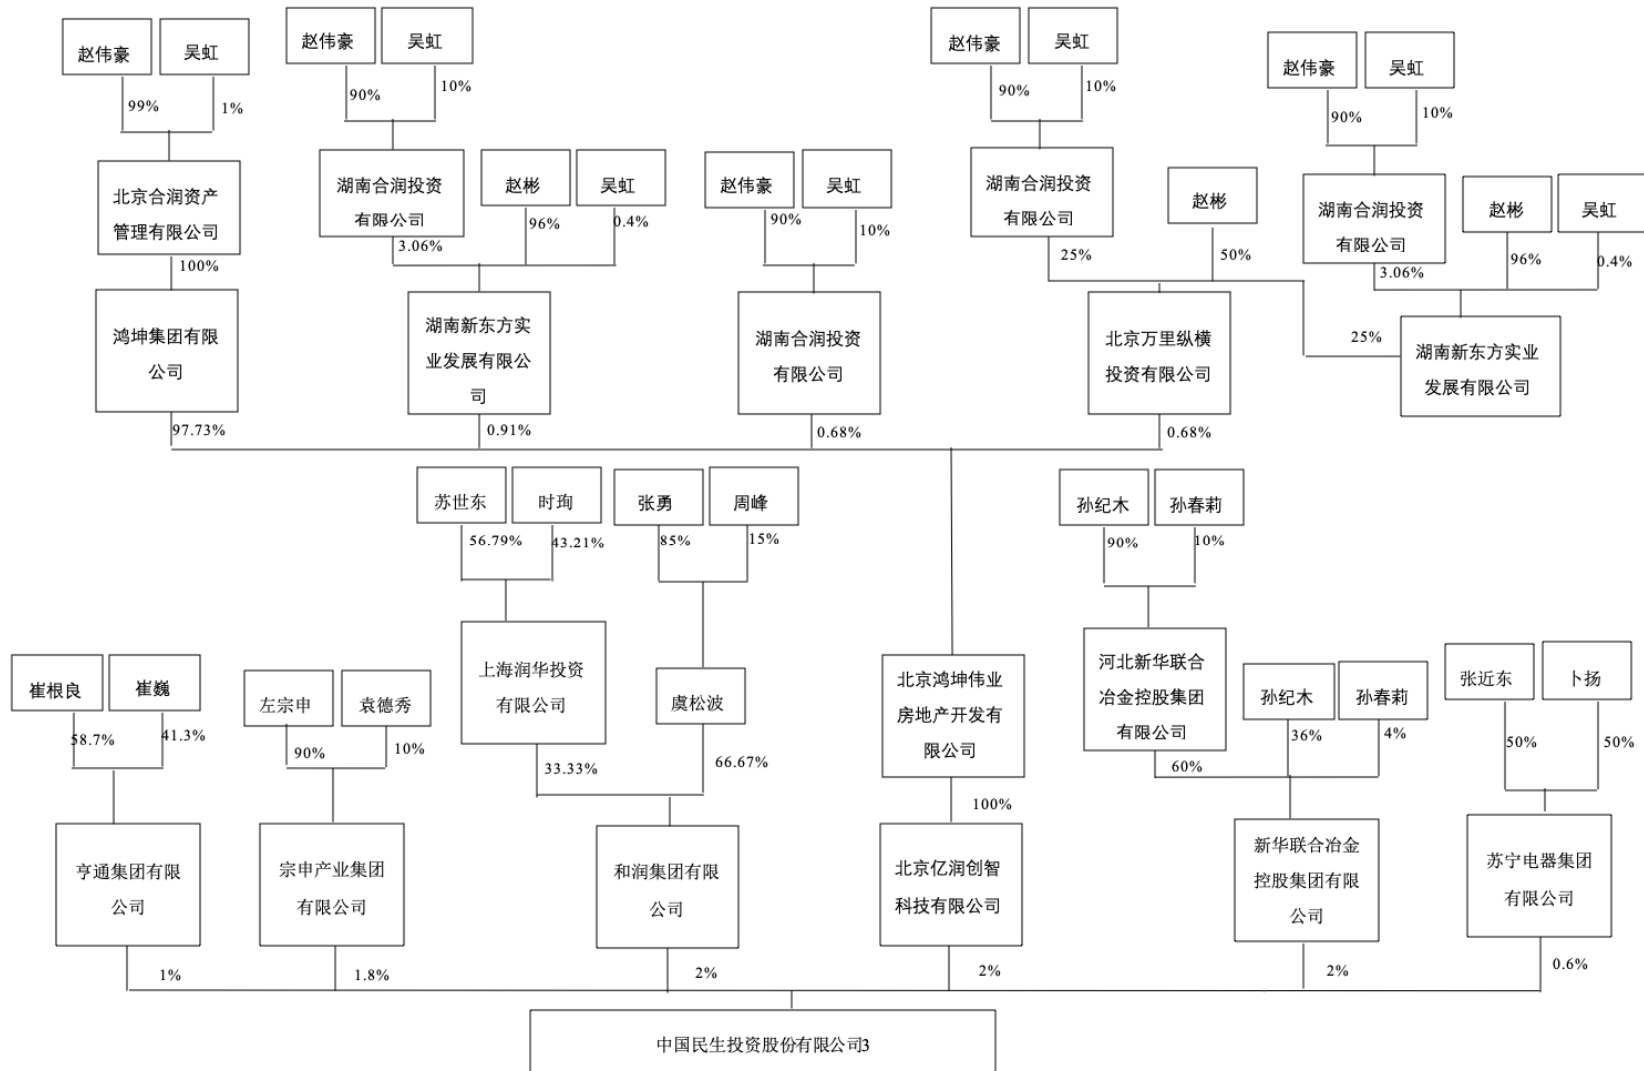 赵伟豪
吴虹
赵伟豪
吴虹
赵伟豪
吴虹
赵伟豪
吴虹
99%
1%
90%
10%
90%
10%
90%
10%
北京合润资产
管理有限公司
湖南合润投资
有限公司
赵彬
吴虹
赵伟豪
吴虹
湖南合润投资
有限公司
赵彬
湖南合润投资
有限公司
赵彬
吴虹
100%
3.06%
96%
0.4%
90%
10%
25%
50%
3.06%
96%
0.4%
鸿坤集团有限
公司
湖南新东方实
业发展有限公
司
湖南合润投资
有限公司
北京万里纵横
投资有限公司
25%
湖南新东方实业
发展有限公司
97.73%
0.91%
0.68%
0.68%
苏世东
时珣
张勇
周峰
孙纪木
孙春莉
56.79%
43.21%
85%
15%
90%
10%
崔根良
崔巍
左宗申
袁德秀
上海润华投资
有限公司
虞松波
北京鸿坤伟业
房地产开发有
限公司
河北新华联合
冶金控股集团
有限公司
孙纪木
孙春莉
张近东
卜扬
58.7%
41.3%
90%
10%
33.33%
66.67%
100%
60%
36%
4%
50%
50%
亨通集团有限
公司
宗申产业集团
有限公司
和润集团有限
公司
北京亿润创智
科技有限公司
新华联合冶金
控股集团有限
公司
苏宁电器集团
有限公司
1%
1.8%
2%
2%
2%
0.6%
中国民生投资股份有限公司3